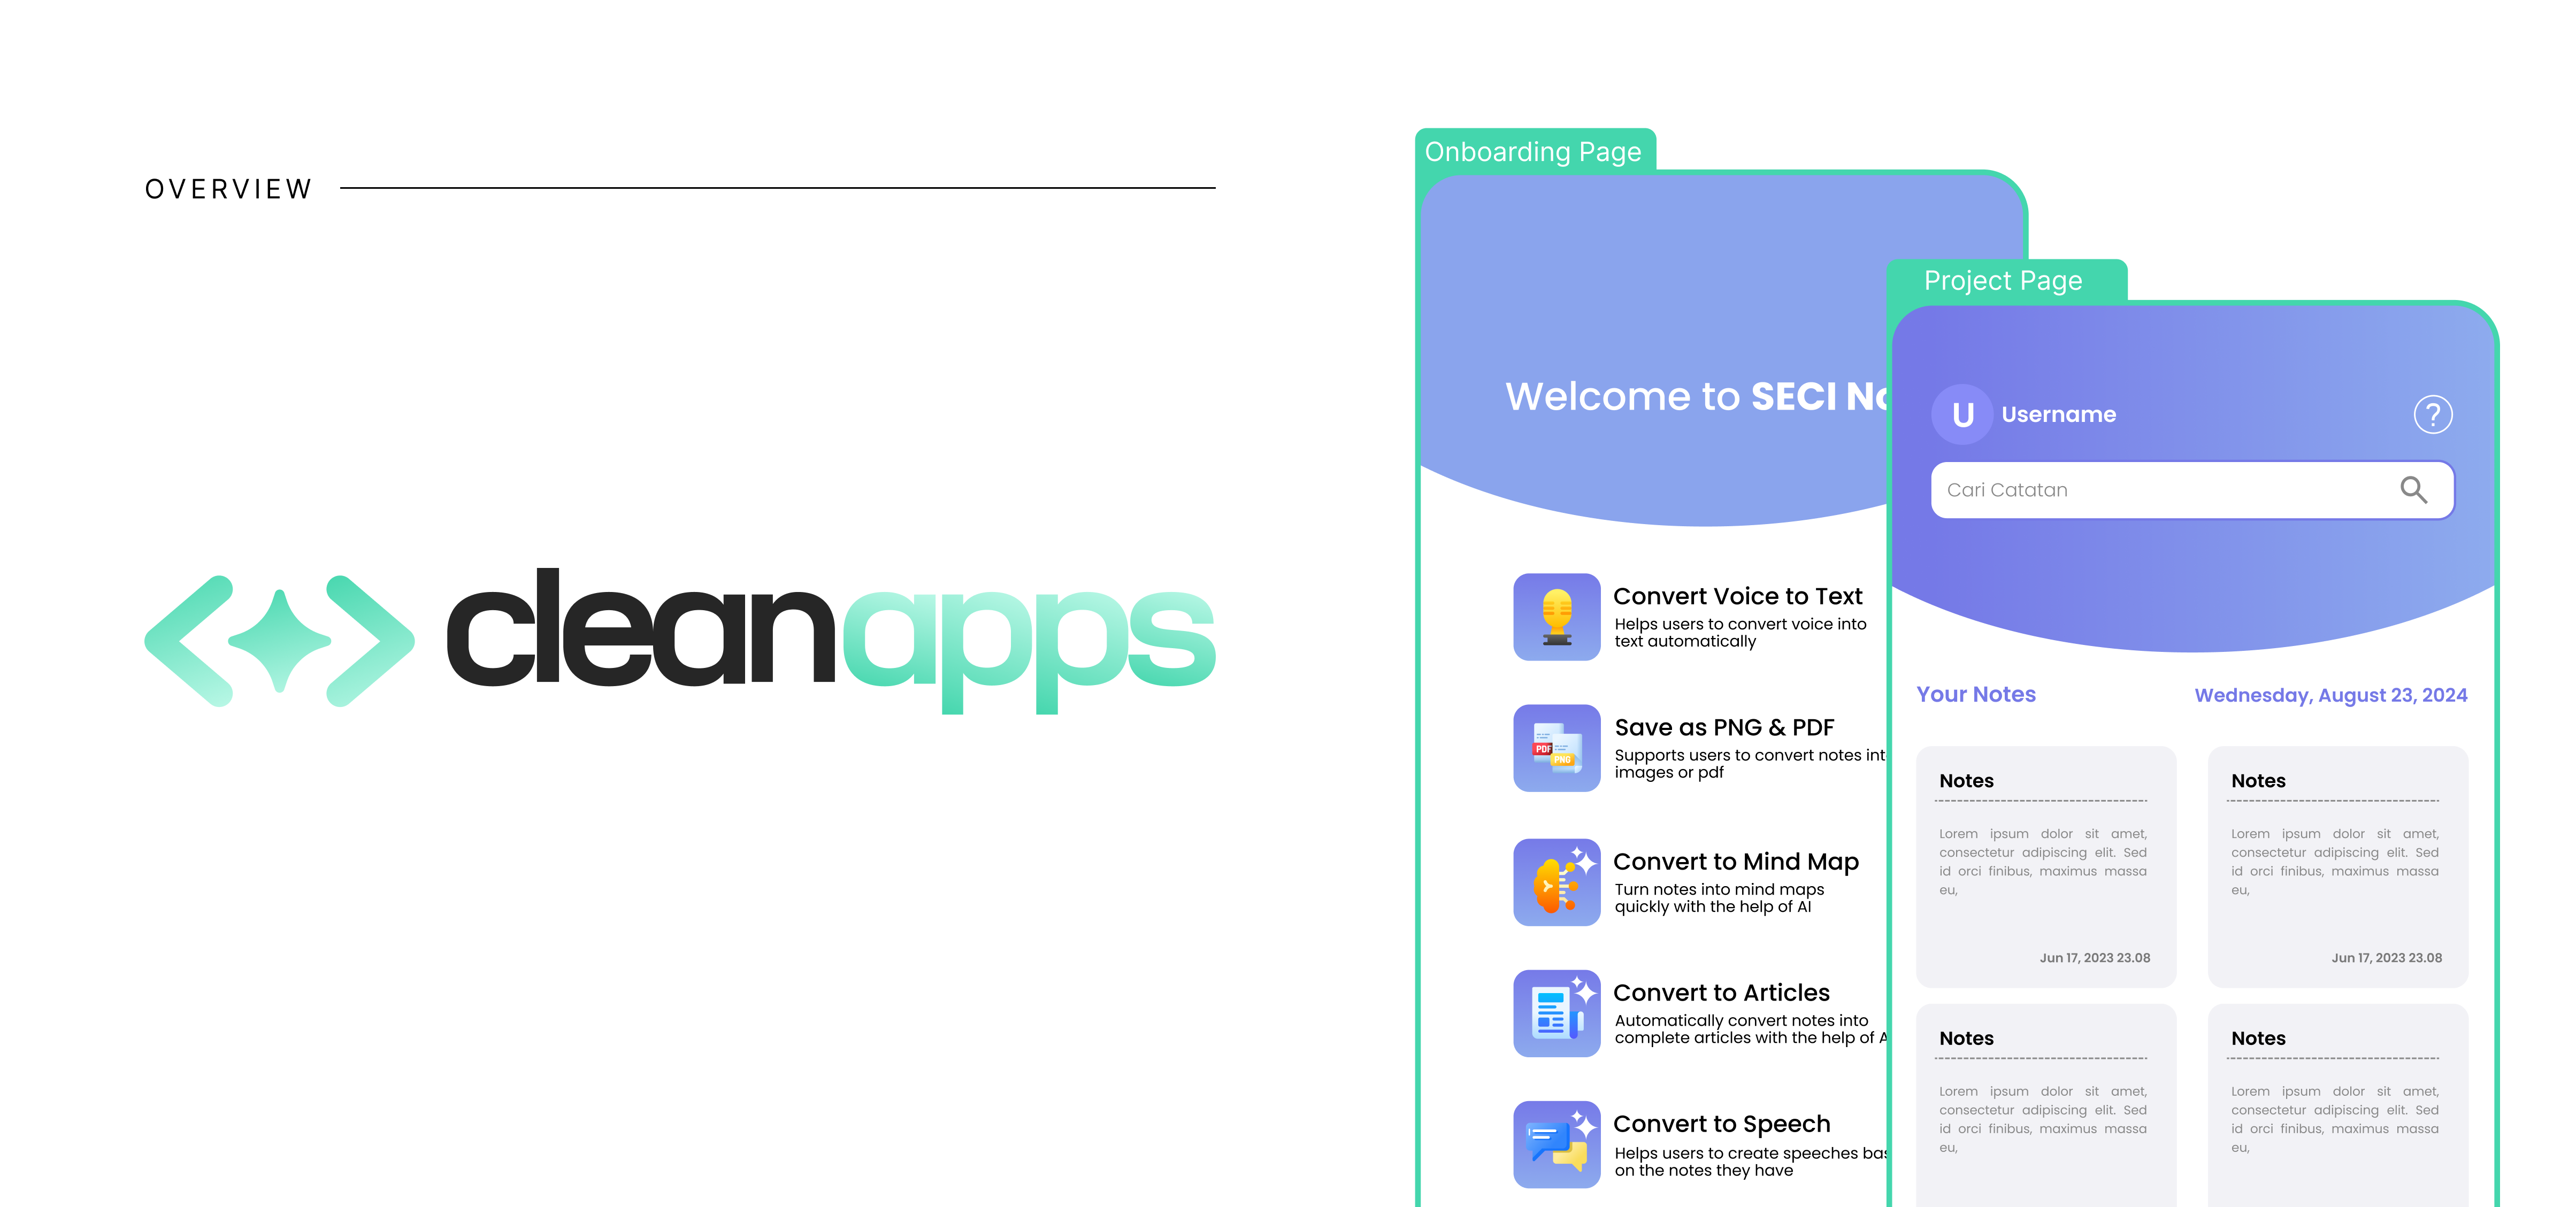 OVERVIEW
cleanapps
Onboarding Page
Welcome to SECI
Convert Voice to Text
Helps users to convert voice into
text automatically
PDF
PNG
Save as PNG & PDF
Supports users to convert notes
images or pdf
Convert to Mind Map
Turn notes into mind maps
quickly with the help of AI
Convert to Articles
Automatically convert notes into
complete articles with the help of
Convert to Speech
Helps users to create speeches
on the notes they have
Project Page
U Username
?
Cari Catatan
Your Notes
Wednesday, August 23, 2024
Notes
Lorem ipsum dolor sit amet,
consectetur adipiscing elit. Sed
id orci finibus, maximus massa
eu,
Jun 17, 2023 23.08
Notes
Lorem ipsum dolor sit amet,
consectetur adipiscing elit. Sed
id orci finibus, maximus massa
eu,
Jun 17, 2023 23.08
Notes
Lorem ipsum dolor sit amet,
consectetur adipiscing elit. Sed
id orci finibus, maximus massa
eu,
Notes
Lorem ipsum dolor sit amet,
consectetur adipiscing elit. Sed
id orci finibus, maximus massa
eu,